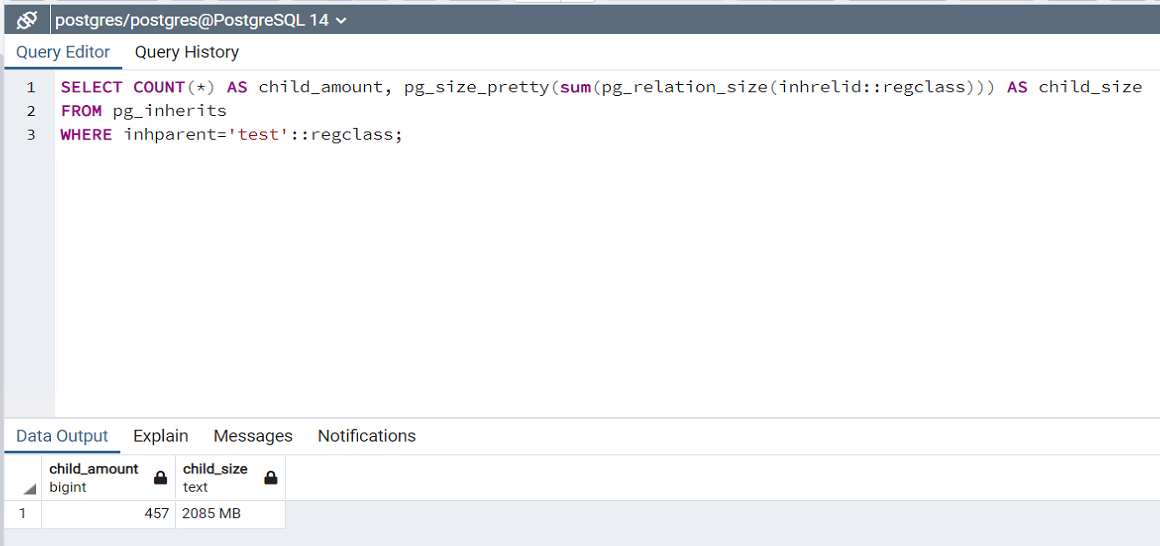 postgres/postgres@PostgreSQL 14
Query Editor Query History
1 SELECT COUNT(*) AS child_amount, pg_size_pretty(sum(pg_relation_size(inhrelid::regclass))) AS child_size
2 FROM pg_inherits
3 WHERE inhparent='test'::regclass;
Data Output Explain Messages Notifications
child_amount child_size
bigint text
1 457 2085 MB